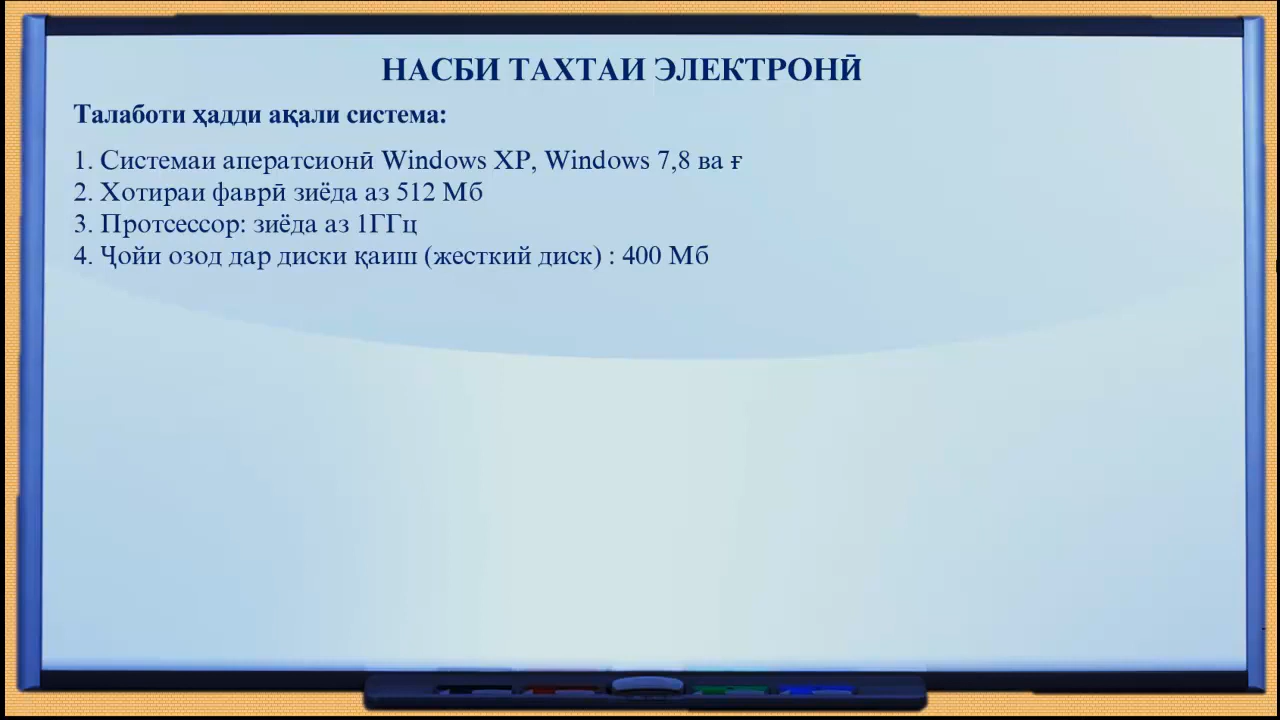 НАСБИ ТАХТАИ ЭЛЕКТРОНӢ
Талаботи ҳадди ақали система:
1. Системаи аператсионӣ Windows XP, Windows 7,8 ва ғ
2. Хотираи фаврӣ зиёда аз 512 Мб
3. Протсессор: зиёда аз 1ГГц
4. Ҷойи озод дар диски қаиш (жесткий диск) : 400 Мб